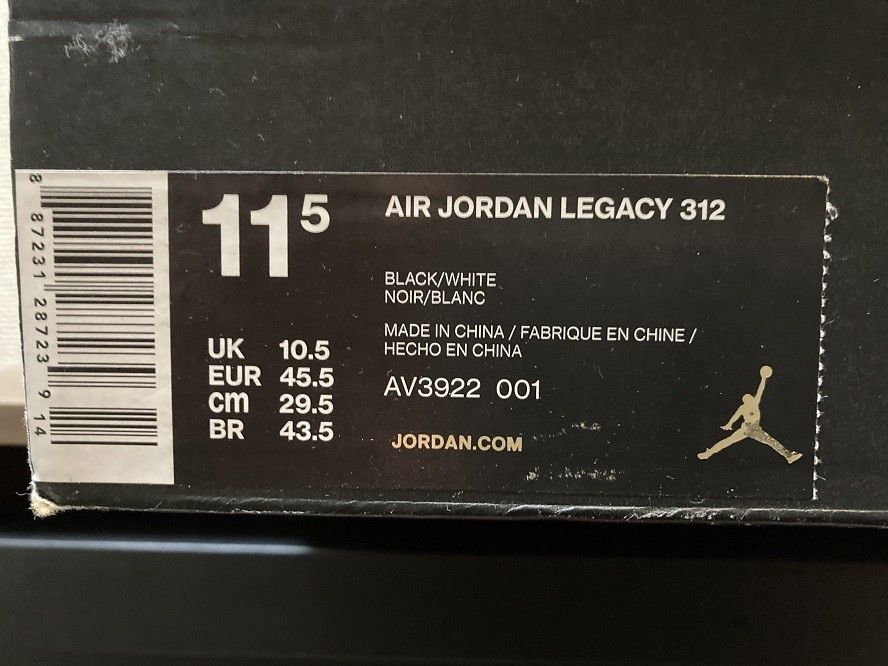 8 87231 28723 9 14
11⁵
AIR JORDAN LEGACY 312
BLACK/WHITE
NOIR/BLANC
MADE IN CHINA / FABRIQUE EN CHINE /
HECHO EN CHINA
UK 10.5
EUR 45.5
cm 29.5
BR 43.5
AV3922 001
JORDAN.COM